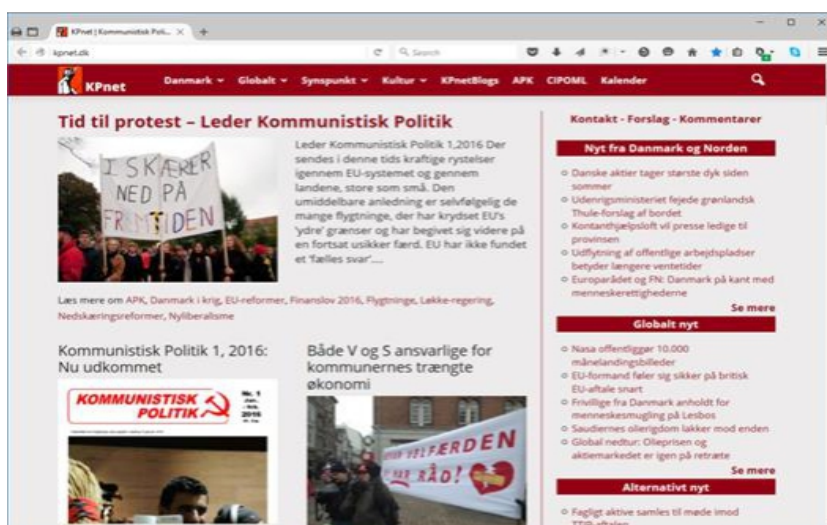 KPnet | Kommunistisk Poli...
kpnet.dk
Search
KPnet
Danmark Globalt Synspunkt Kultur KPnetBlogs APK CIPOML Kalender
Tid til protest – Leder Kommunistisk Politik
I SKÆRER
NED PÅ
FREMTIDEN
Leder Kommunistisk Politik 1,2016 Der
sendes i denne tids kraftige rystelser
igennem EU-systemet og gennem
landene, store som små. Den
umiddelbare anledning er selvfølgelig de
mange flygtninge, der har krydset EU's
'ydre' grænser og har begivet sig videre på
en fortsat usikker færd. EU har ikke fundet
et 'fælles svar'....
Læs mere om APK, Danmark i krig, EU-reformer, Finanslov 2016, Flygtninge, Løkke-regering,
Nedskæringsreformer, Nyliberalisme
Kommunistisk Politik 1, 2016:
Nu udkommet
KOMMUNISTISK
POLITIK
Nr. 1
2016
Både V og S ansvarlige for
kommunernes trængte
økonomi
VELFÆRDEN
HAR RÅD!
Kontakt - Forslag - Kommentarer
Nyt fra Danmark og Norden
Danske aktier tager største dyk siden
sommer
Udenrigsministeriet fejede grønlandsk
Thule-forslag af bordet
Kontanthjælpsloft vil presse ledige til
provinsen
Udflytning af offentlige arbejdspladser
betyder længere ventetider
Europarådet og FN: Danmark på kant med
menneskerettighederne
Se mere
Globalt nyt
Nasa offentliggør 10.000
månelandingsbilleder
EU-formand føler sig sikker på britisk
EU-aftale snart
Frivillige fra Danmark anholdt for
menneskesmugling på Lesbos
Saudiernes olierigdom lakker mod enden
Global nedtur: Olieprisen og
aktiemarkedet er igen på retræte
Se mere
Alternativt nyt
Fagligt aktive samles til møde imod
TTIP-aftalen